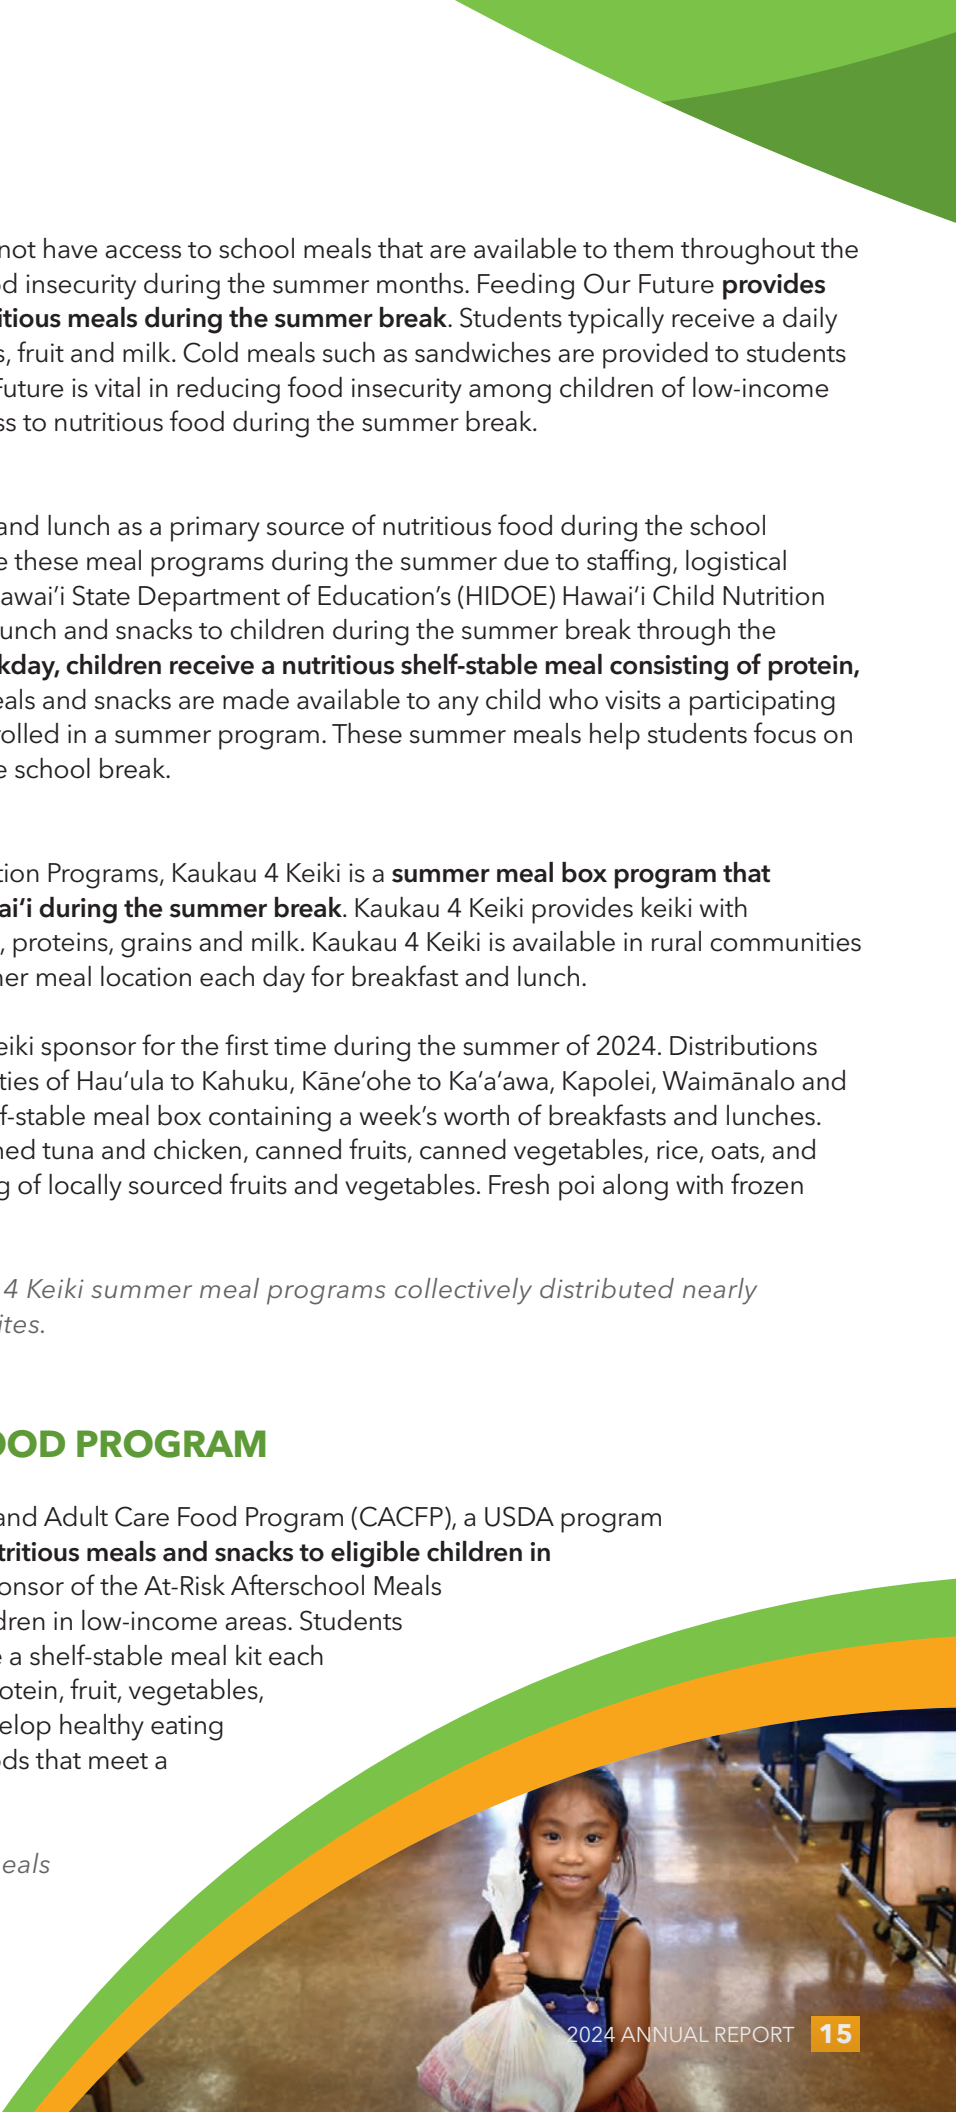 not have access to school meals that are available to them throughout the
od insecurity during the summer months. Feeding Our Future provides
itious meals during the summer break. Students typically receive a daily
s, fruit and milk. Cold meals such as sandwiches are provided to students
Future is vital in reducing food insecurity among children of low-income
ss to nutritious food during the summer break.
and lunch as a primary source of nutritious food during the school
e these meal programs during the summer due to staffing, logistical
awai’i State Department of Education’s (HIDOE) Hawai‘i Child Nutrition
unch and snacks to children during the summer break through the
kday, children receive a nutritious shelf-stable meal consisting of protein,
eals and snacks are made available to any child who visits a participating
rolled in a summer program. These summer meals help students focus on
e school break.
tion Programs, Kaukau 4 Keiki is a summer meal box program that
ai‘i during the summer break. Kaukau 4 Keiki provides keiki with
, proteins, grains and milk. Kaukau 4 Keiki is available in rural communities
ner meal location each day for breakfast and lunch.
eiki sponsor for the first time during the summer of 2024. Distributions
ties of Hau‘ula to Kahuku, Kāne‘ohe to Ka‘a‘awa, Kapolei, Waimānalo and
f-stable meal box containing a week’s worth of breakfasts and lunches.
ned tuna and chicken, canned fruits, canned vegetables, rice, oats, and
g of locally sourced fruits and vegetables. Fresh poi along with frozen
4 Keiki summer meal programs collectively distributed nearly
ites.
OOD PROGRAM
and Adult Care Food Program (CACFP), a USDA program
tritious meals and snacks to eligible children in
onsor of the At-Risk Afterschool Meals
dren in low-income areas. Students
e a shelf-stable meal kit each
otein, fruit, vegetables,
elop healthy eating
ods that meet a
eals
2024 ANNUAL REPORT 15